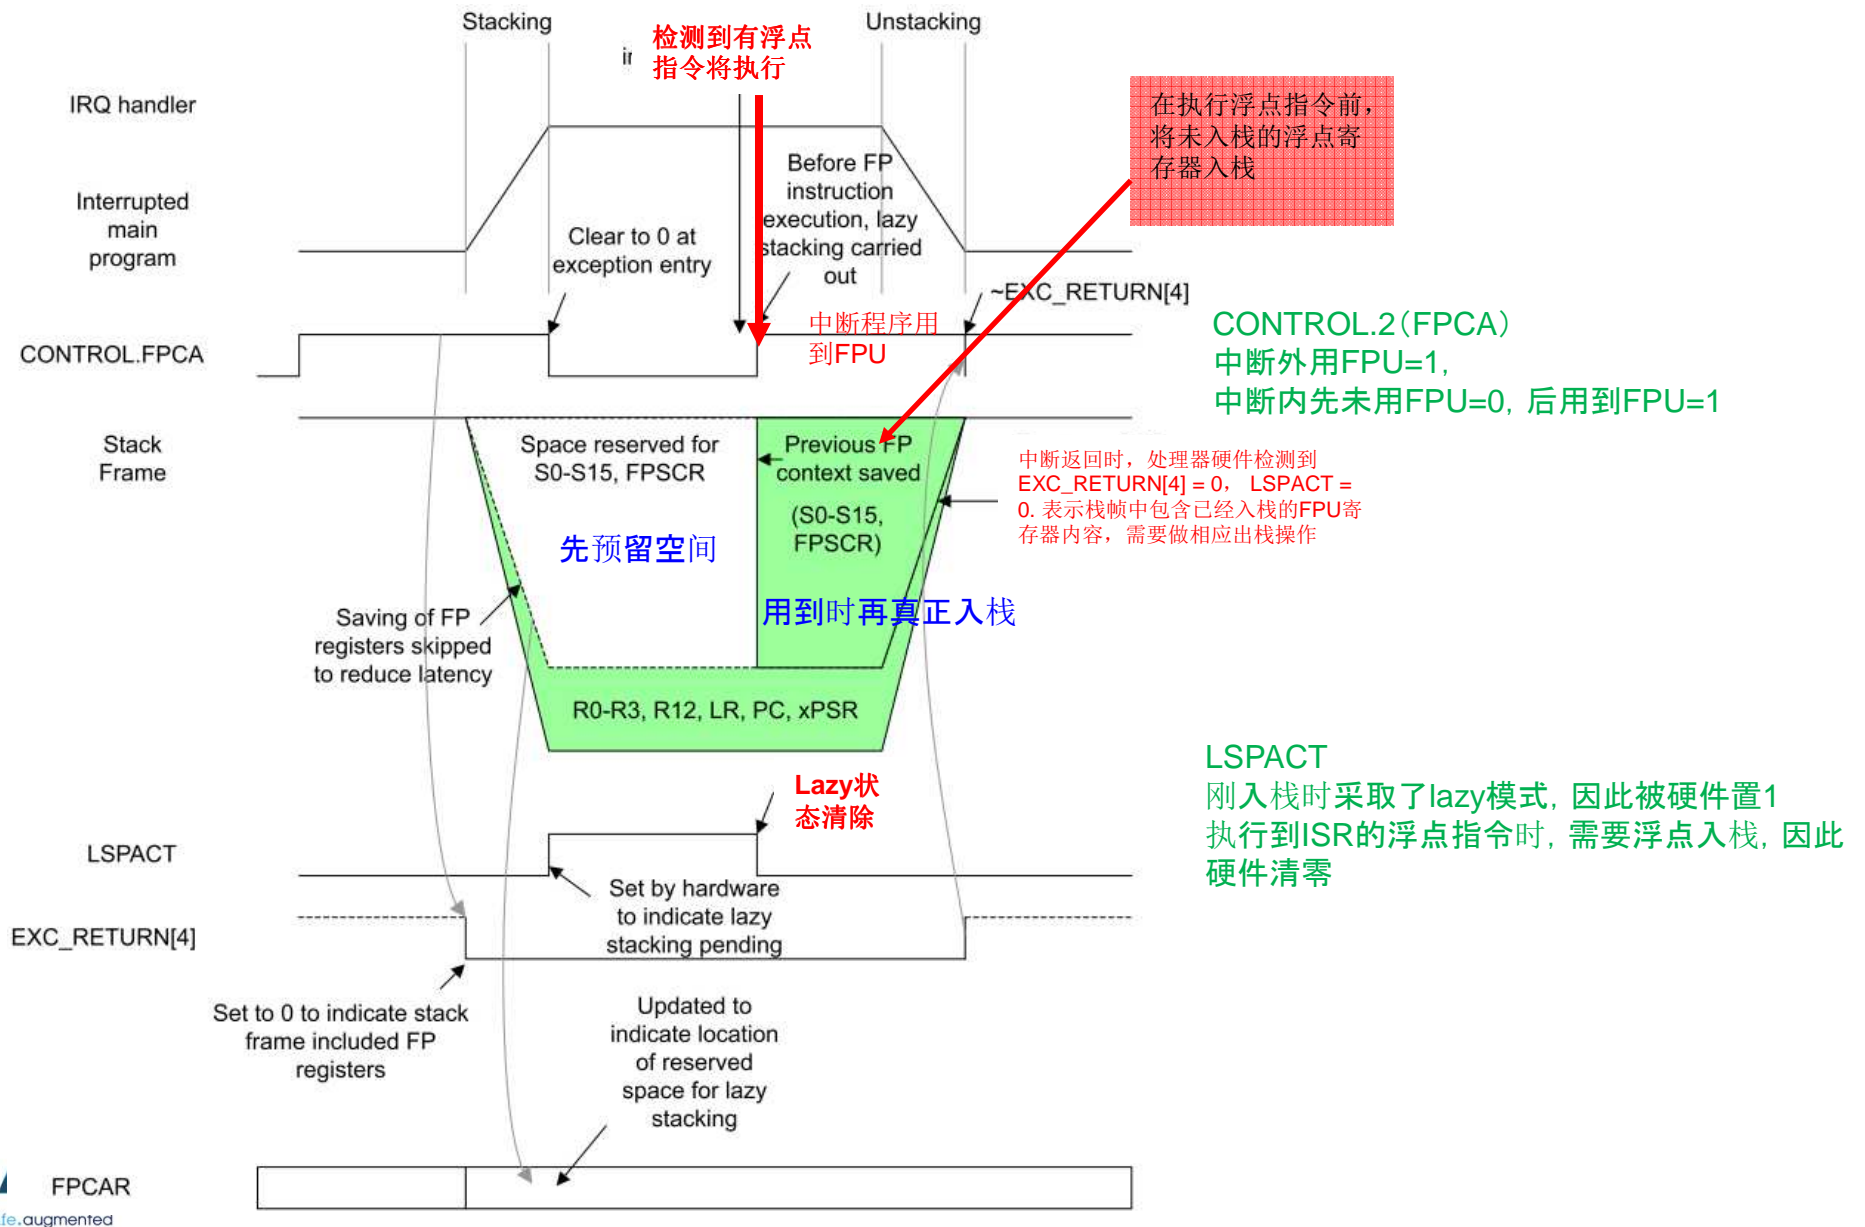 Stacking
Unstacking
检测到有浮点
指令将执行
IRQ handler
在执行浮点指令前，
将未入栈的浮点寄
存器入栈
Before FP
instruction
execution, lazy
stacking carried
out
Interrupted
main
program
Clear to 0 at
exception entry
~EXC_RETURN[4]
CONTROL.FPCA
中断程序用
到FPU
CONTROL.2（FPCA）
中断外用FPU=1，
中断内先未用FPU=0，后用到FPU=1
Stack
Frame
Space reserved for
S0-S15, FPSCR
Previous FP
context saved
(S0-S15,
FPSCR)
中断返回时，处理器硬件检测到
EXC_RETURN[4] = 0， LSPACT =
0. 表示栈帧中包含已经入栈的FPU寄
存器内容，需要做相应出栈操作
先预留空间
用到时再真正入栈
Saving of FP
registers skipped
to reduce latency
R0-R3, R12, LR, PC, xPSR
LSPACT
刚入栈时采取了lazy模式，因此被硬件置1
执行到ISR的浮点指令时，需要浮点入栈，因此
硬件清零
Lazy状
态清除
LSPACT
Set by hardware
to indicate lazy
stacking pending
EXC_RETURN[4]
Set to 0 to indicate stack
frame included FP
registers
Updated to
indicate location
of reserved
space for lazy
stacking
FPCAR
fe.augmented